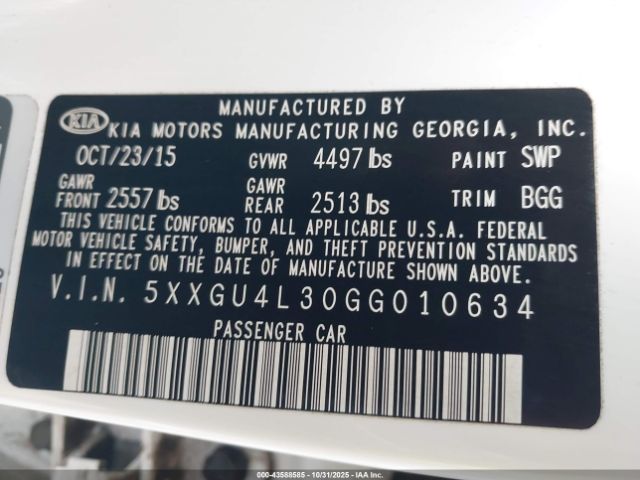 MANUFACTURED BY
KIA KIA MOTORS MANUFACTURING GEORGIA, INC.
OCT/23/15 GVWR 4497 lbs PAINT SWP
GAWR FRONT 2557 lbs GAWR REAR 2513 lbs TRIM BGG
THIS VEHICLE CONFORMS TO ALL APPLICABLE U.S.A. FEDERAL
MOTOR VEHICLE SAFETY, BUMPER, AND THEFT PREVENTION STANDARDS
IN EFFECT ON THE DATE OF MANUFACTURE SHOWN ABOVE.
V.I.N. 5XXGU4L30GG010634
PASSENGER CAR
000-43588585 - 10/31/2025 - IAAI.com